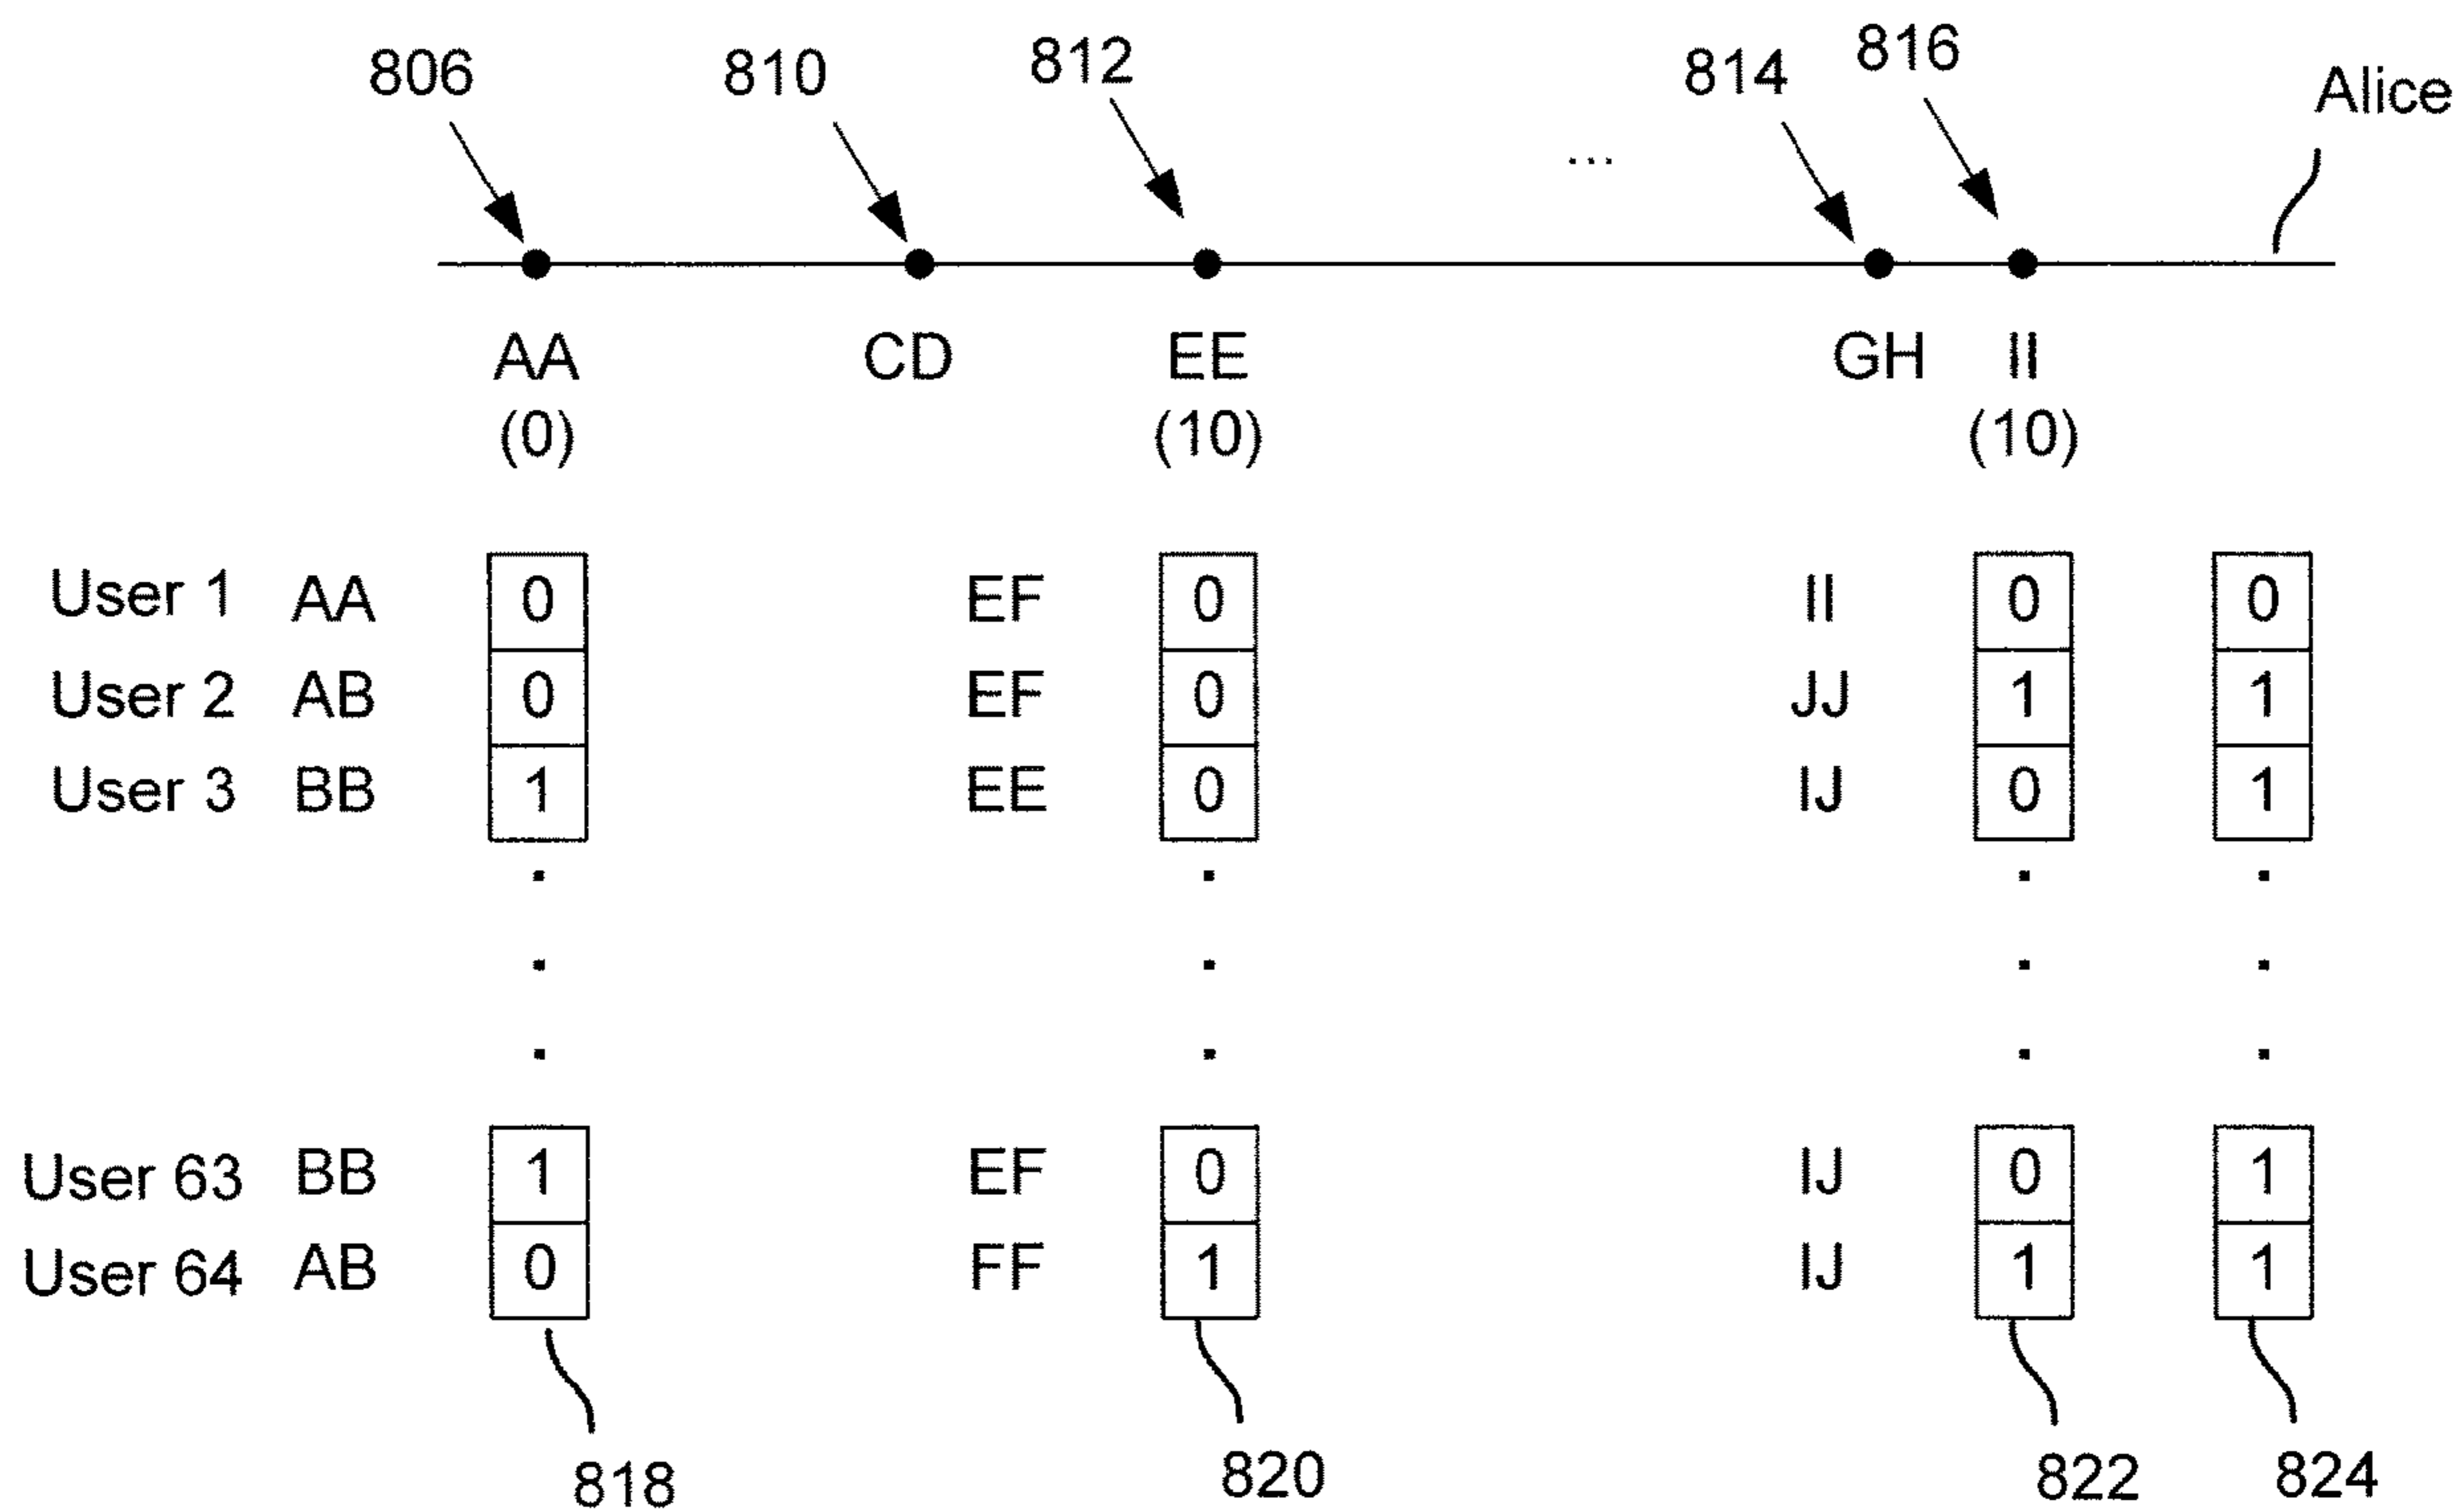 806 810 812 814 816 Alice
...
AA CD EE GH II
(0) (10) (10)
User 1 AA 0 EF 0 II 0 0
User 2 AB 0 EF 0 JJ 1 1
User 3 BB 1 EE 0 IJ 0 1
User 63 BB 1 EF 0 IJ 0 1
User 64 AB 0 FF 1 IJ 1 1
818 820 822 824